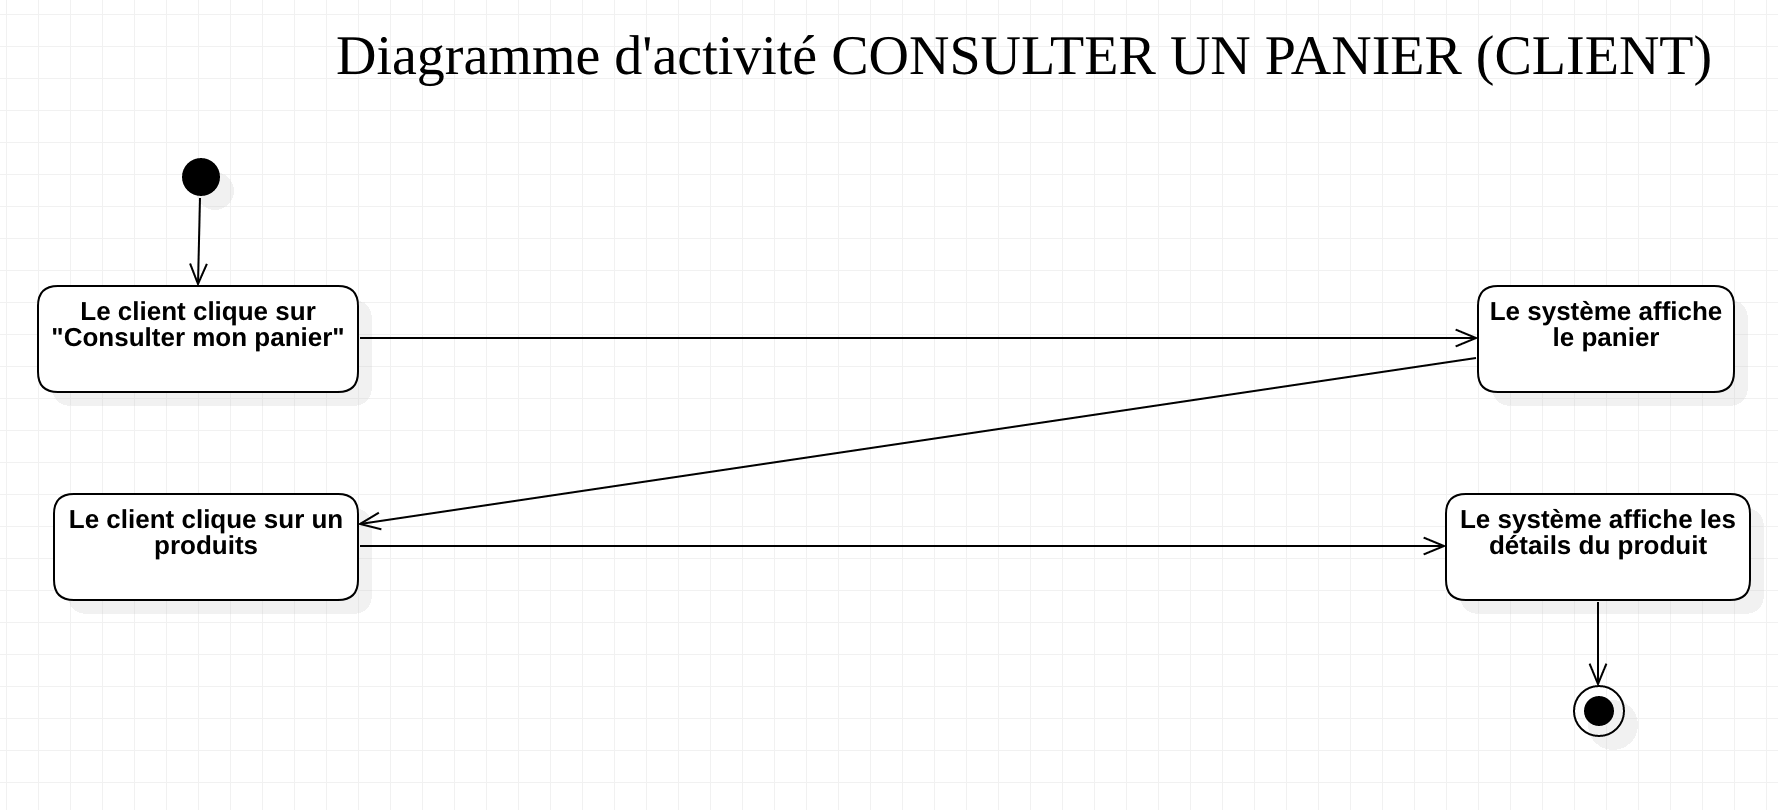 Diagramme d'activité CONSULTER UN PANIER (CLIENT)
Le client clique sur
"Consulter mon panier"
Le système affiche
le panier
Le client clique sur un
produits
Le système affiche les
détails du produit